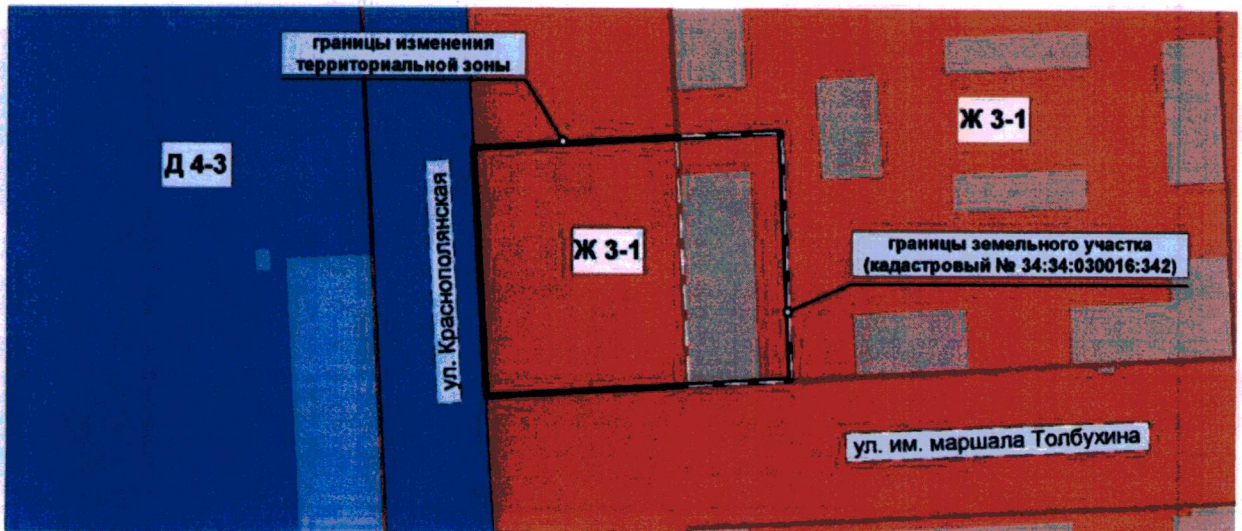 границы изменения
территориальной зоны
Ж 3-1
Д 4-3
ул. Краснополянская
Ж 3-1
границы земельного участка
(кадастровый № 34:34:030016:342)
ул. им. маршала Толбухина